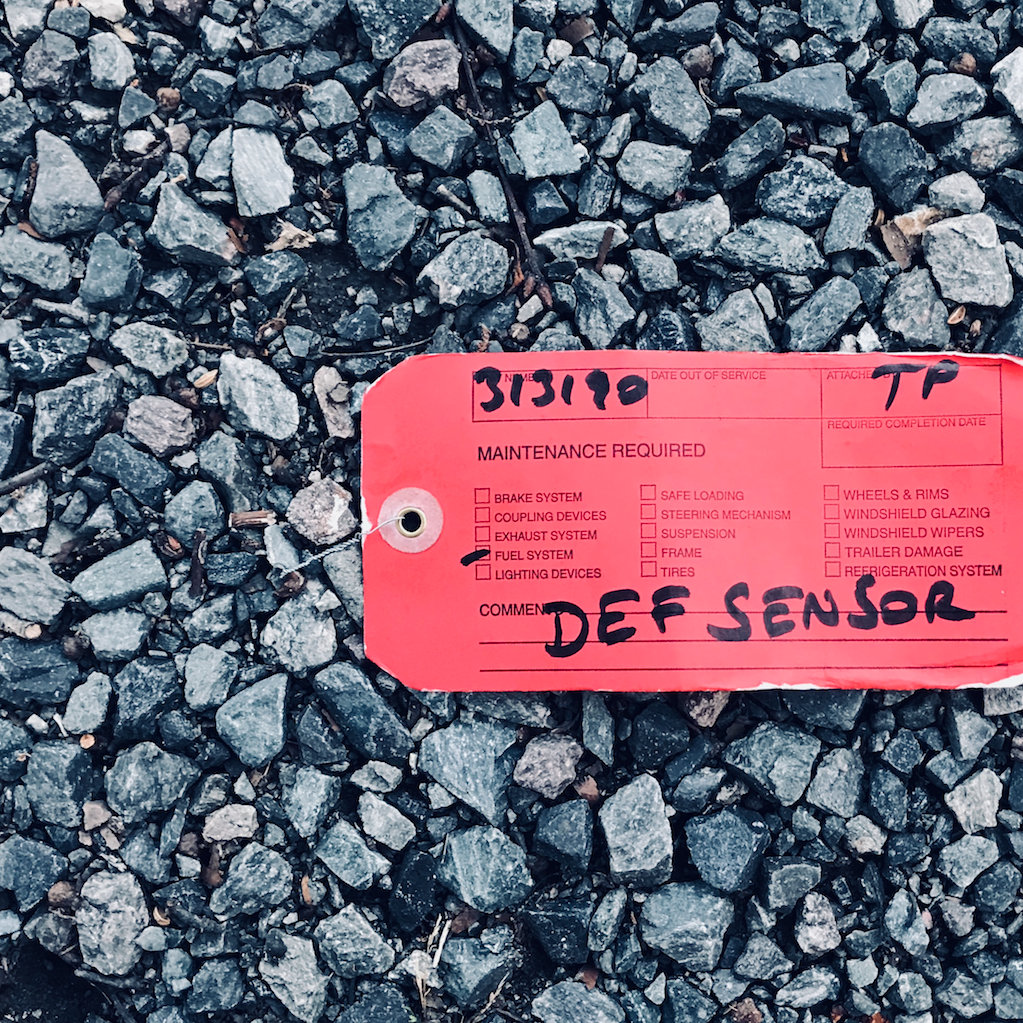 313190 DATE OUT OF SERVICE TP
REQUIRED COMPLETION DATE
MAINTENANCE REQUIRED
BRAKE SYSTEM SAFE LOADING WHEELS & RIMS
COUPLING DEVICES STEERING MECHANISM WINDSHIELD GLAZING
EXHAUST SYSTEM SUSPENSION WINDSHIELD WIPERS
FUEL SYSTEM FRAME TRAILER DAMAGE
LIGHTING DEVICES TIRES REFRIGERATION SYSTEM
DEF SENSOR